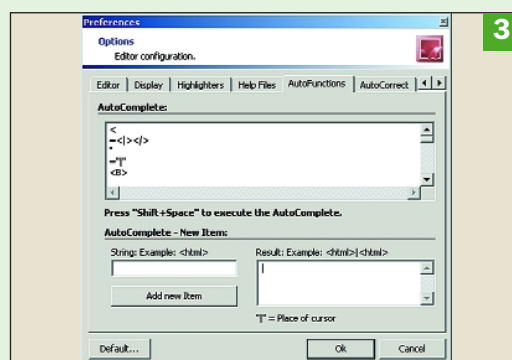 3
Preferences
Options
Editor configuration.
Editor Display Highlighters Help Files AutoFunctions AutoCorrect
AutoComplete:
<
=<|></>
"
="|"
<B>
Press "Shift+Space" to execute the AutoComplete.
AutoComplete - New Item:
String: Example: <html>
Result: Example: <html>|<html>
Add new Item
"|" = Place of cursor
Default...
Ok
Cancel